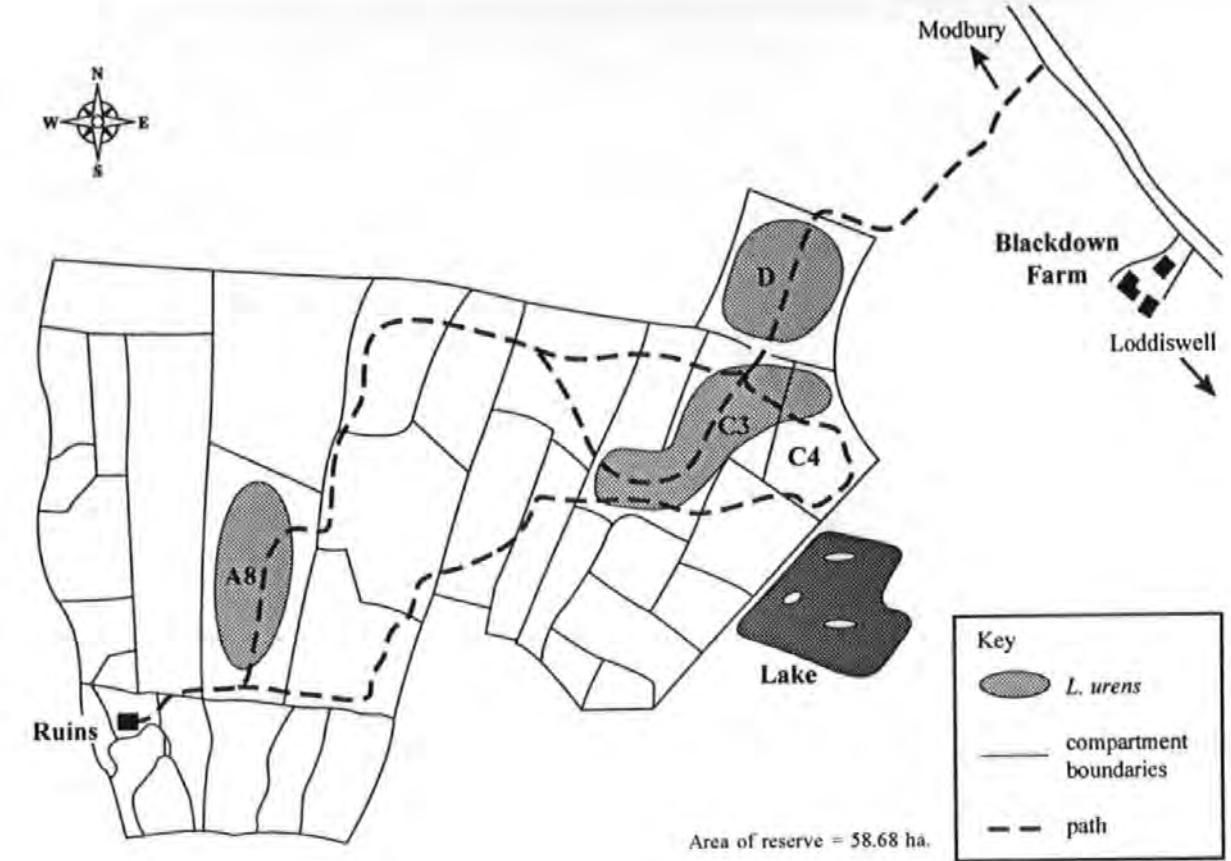 Modbury
N
W
E
S
Blackdown
Farm
D
Loddiswell
C3
C4
A8
Lake
Ruins
Key
L. urens
compartment
boundaries
path
Area of reserve = 58.68 ha.